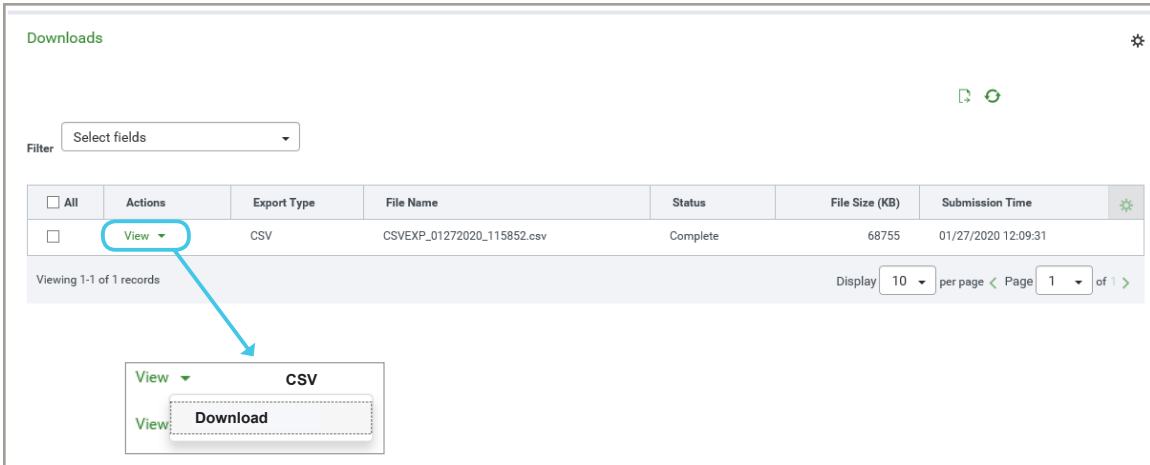 Downloads
Filter Select fields
All Actions Export Type File Name Status File Size (KB) Submission Time
View CSV CSVEXP_01272020_115852.csv Complete 68755 01/27/2020 12:09:31
Viewing 1-1 of 1 records Display 10 per page Page 1 of 1
View CSV
View Download